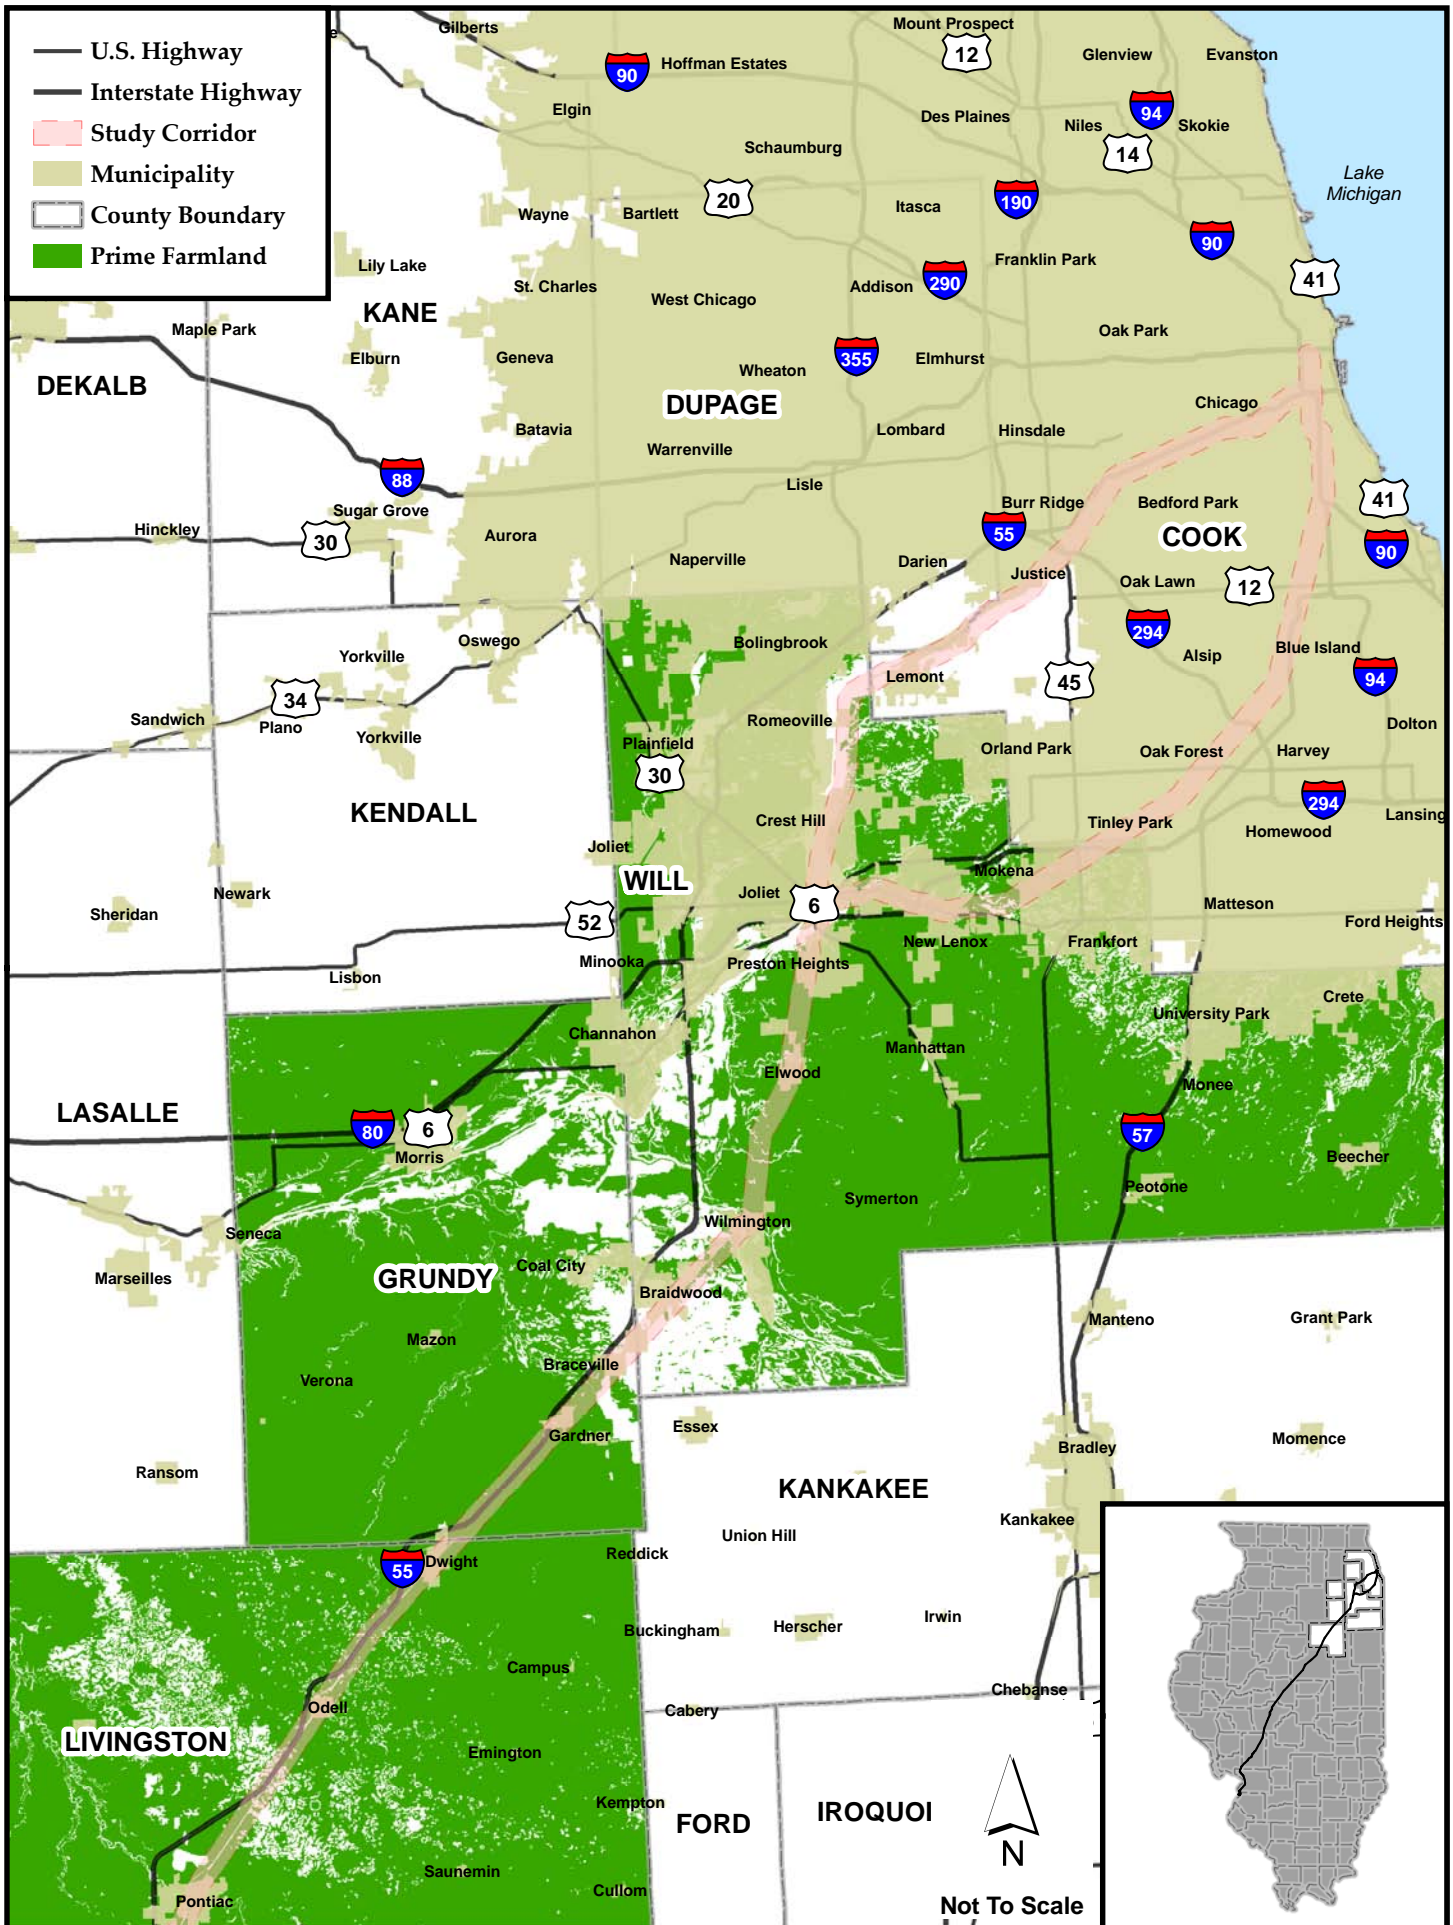 U.S. Highway
Interstate Highway
Study Corridor
Municipality
County Boundary
Prime Farmland
e
Gilberts
Mount Prospect
12
Glenview
Evanston
90
Hoffman Estates
Elgin
94
Des Plaines
Niles
Skokie
14
Schaumburg
Lake
Michigan
20
190
Wayne
Bartlett
Itasca
90
Lily Lake
Franklin Park
41
St. Charles
Addison
290
West Chicago
KANE
Maple Park
Oak Park
Elburn
Geneva
355
Elmhurst
Wheaton
DEKALB
DUPAGE
Chicago
Batavia
Lombard
Hinsdale
Warrenville
88
Lisle
Sugar Grove
Burr Ridge
Bedford Park
41
Hinckley
30
Aurora
55
COOK
90
Naperville
Darien
Justice
Oak Lawn
12
294
Oswego
Bolingbrook
Blue Island
Yorkville
Alsip
Lemont
45
94
34
Sandwich
Plano
Yorkville
Romeoville
Dolton
Plainfield
Orland Park
Oak Forest
Harvey
30
294
KENDALL
Crest Hill
Tinley Park
Homewood
Lansing
Joliet
Mokena
WILL
Newark
Joliet
6
Matteson
Sheridan
52
Ford Heights
New Lenox
Frankfort
Minooka
Preston Heights
Lisbon
Crete
University Park
Channahon
Manhattan
Elwood
Monee
LASALLE
80
6
57
Morris
Beecher
Peotone
Symerton
Wilmington
Seneca
Coal City
Marseilles
GRUNDY
Braidwood
Manteno
Grant Park
Mazon
Braceville
Verona
Essex
Gardner
Bradley
Momence
Ransom
KANKAKEE
Kankakee
Union Hill
Reddick
55
Dwight
Irwin
Buckingham
Herscher
Campus
Chebanse
Odell
Cabery
LIVINGSTON
Emington
Kempton
FORD
IROQUOI
N
Saunemin
Cullom
Pontiac
Not To Scale